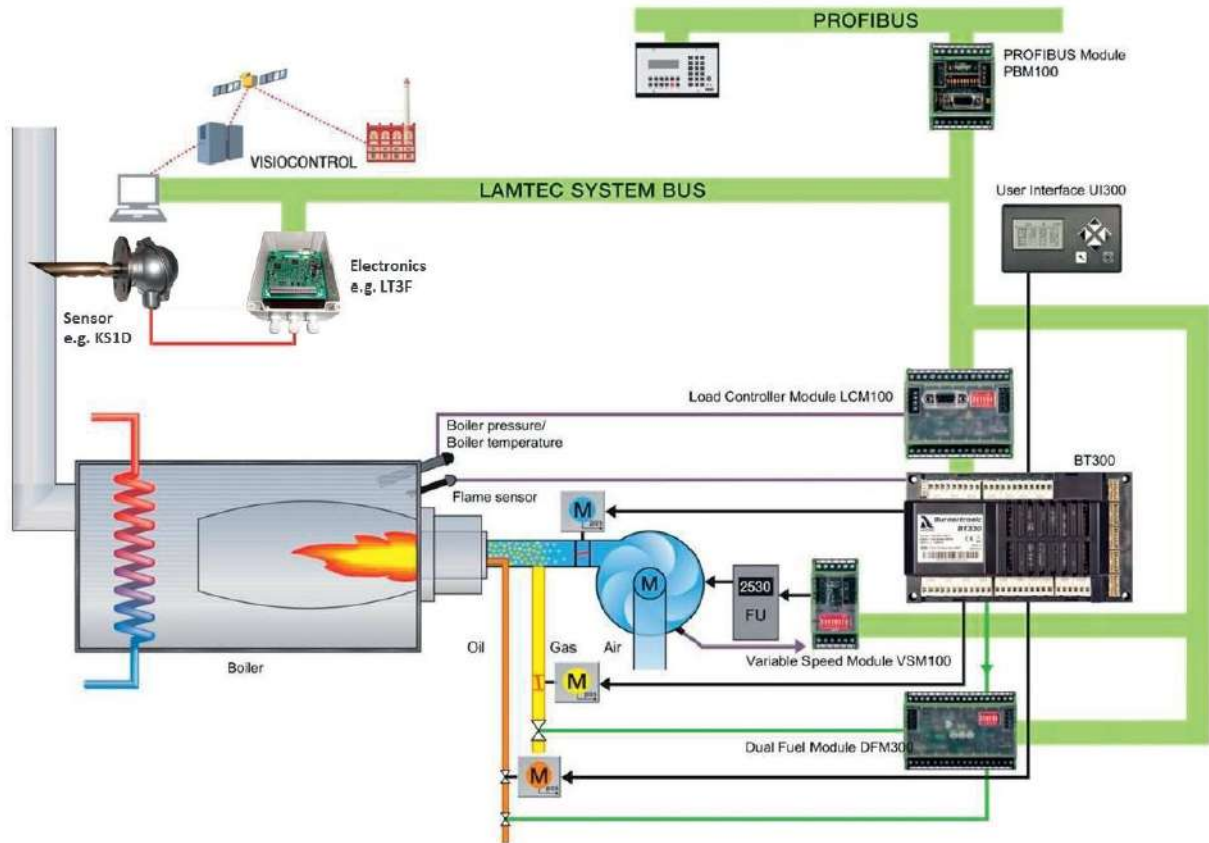 PROFIBUS
PROFIBUS Module
PBM100
VISIOCONTROL
LAMTEC SYSTEM BUS
User Interface UI300
Electronics
e.g. LT3F
Sensor
e.g. KS1D
Load Controller Module LCM100
Boiler pressure/
Boiler temperature
BT300
Flame sensor
M
Burnertronic
BT330
M
2530
FU
Oil
Gas
Air
Variable Speed Module VSM100
Boiler
M
Dual Fuel Module DFM300
M